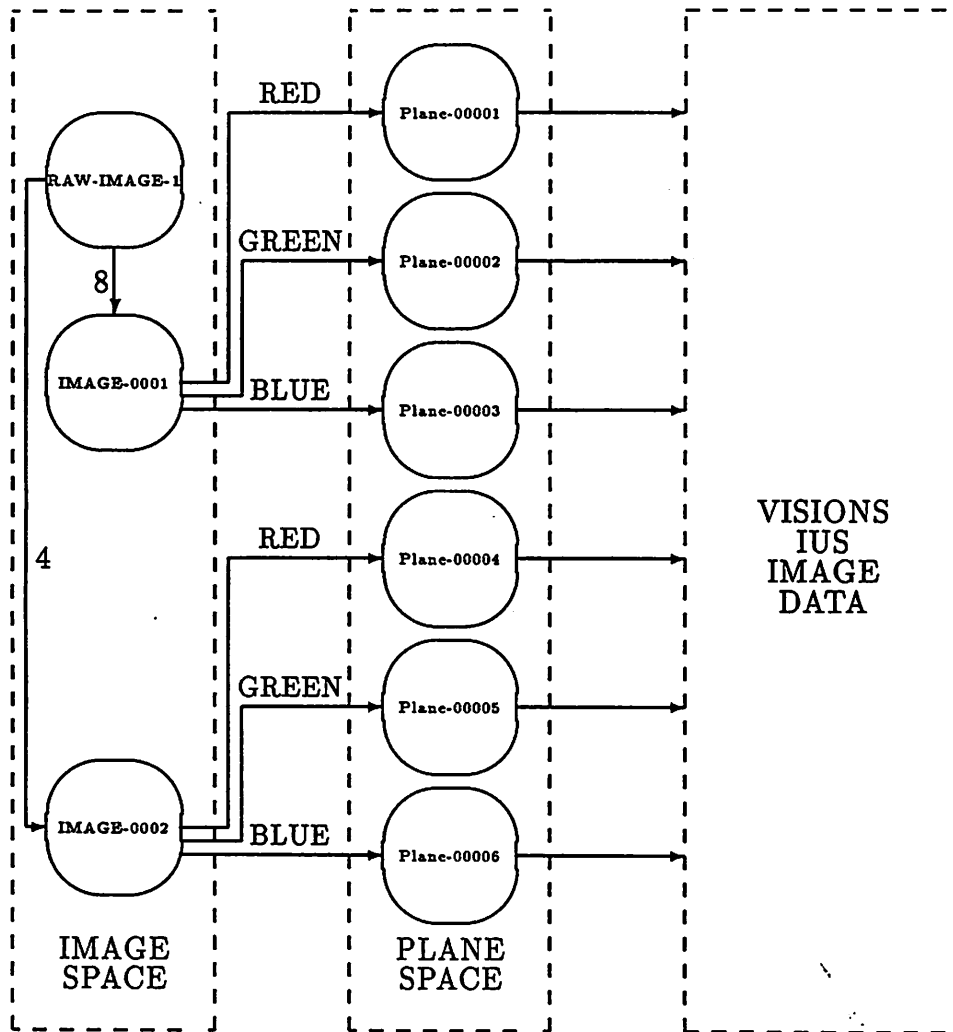 RED
Plane-00001
RAW-IMAGE-1
GREEN
Plane-00002
8
IMAGE-0001
BLUE
Plane-00003
RED
Plane-00004
4
VISIONS
IUS
IMAGE
DATA
GREEN
Plane-00005
IMAGE-0002
BLUE
Plane-00006
IMAGE
SPACE
PLANE
SPACE